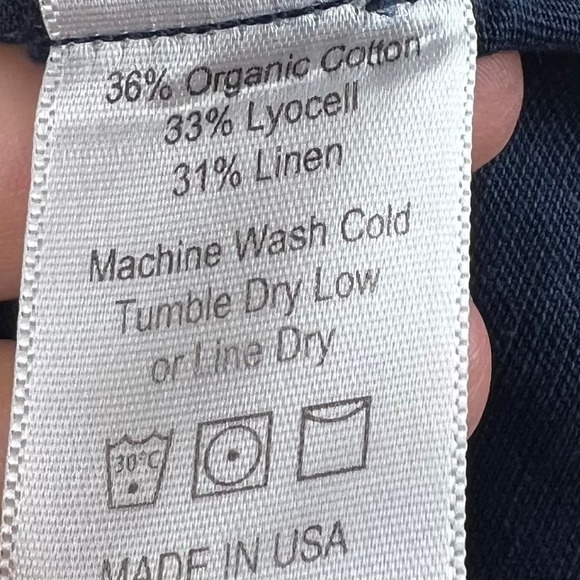 36% Organic Cotton
33% Lyocell
31% Linen
Machine Wash Cold
Tumble Dry Low
or Line Dry
30°C
MADE IN USA